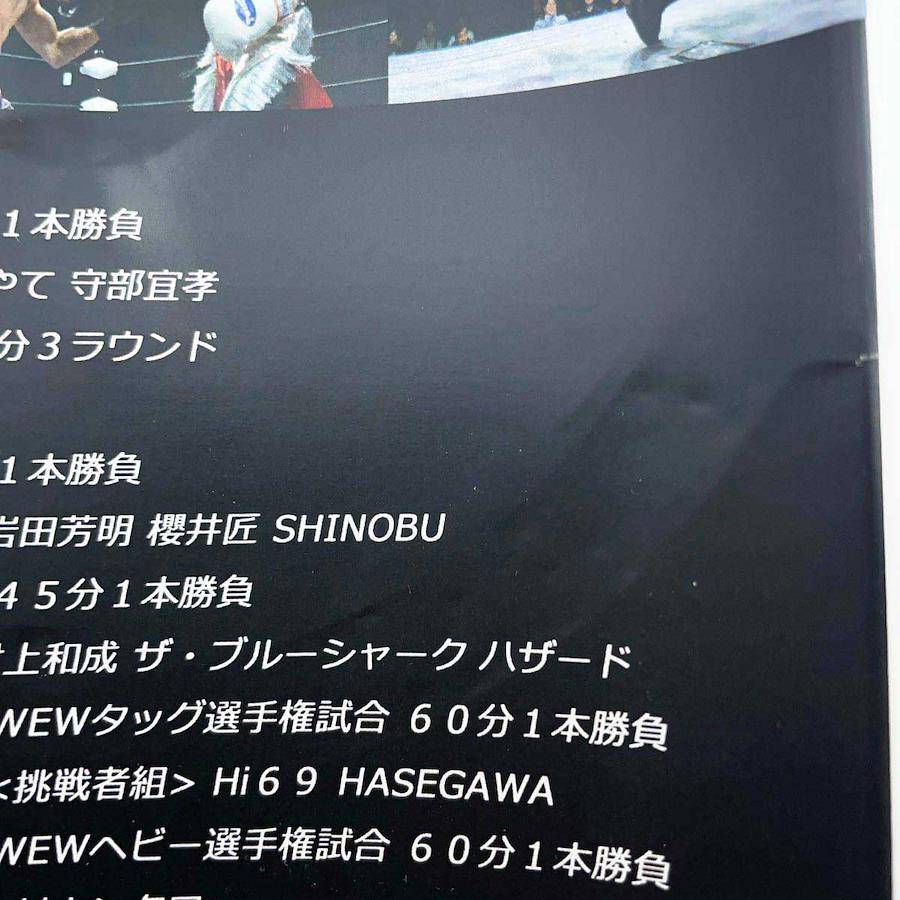 １本勝負
やて 守部宜孝
分３ラウンド
１本勝負
岩田芳明 櫻井匠 SHINOBU
４５分１本勝負
上和成 ザ・ブルーシャーク ハザード
WEWタッグ選手権試合 ６０分１本勝負
<挑戦者組> Hi６９ HASEGAWA
WEWヘビー選手権試合 ６０分１本勝負